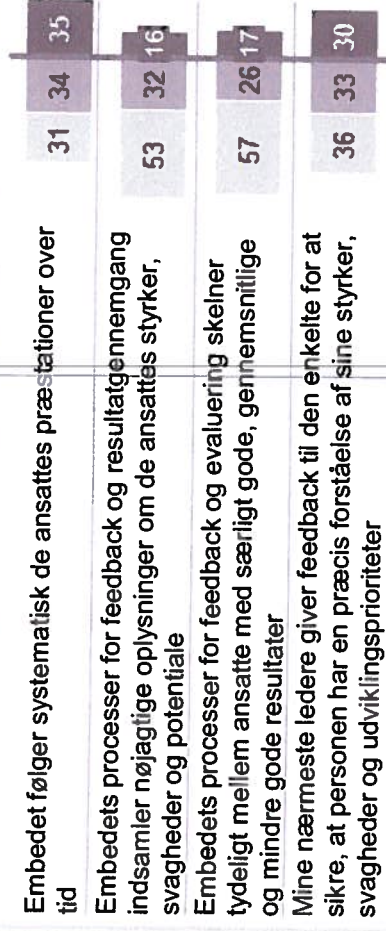 Embedet følger systematisk de ansattes præstationer over
tid
31 34 35
Embedets processer for feedback og resultatgennemgang
indsamler nøjagtige oplysninger om de ansattes styrker,
svagheder og potentiale
53 32 16
Embedets processer for feedback og evaluering skelner
tydeligt mellem ansatte med særligt gode, gennemsnitlige
og mindre gode resultater
57 26 17
Mine nærmeste ledere giver feedback til den enkelte for at
sikre, at personen har en præcis forståelse af sine styrker,
svagheder og udviklingsprioriteter
36 33 30